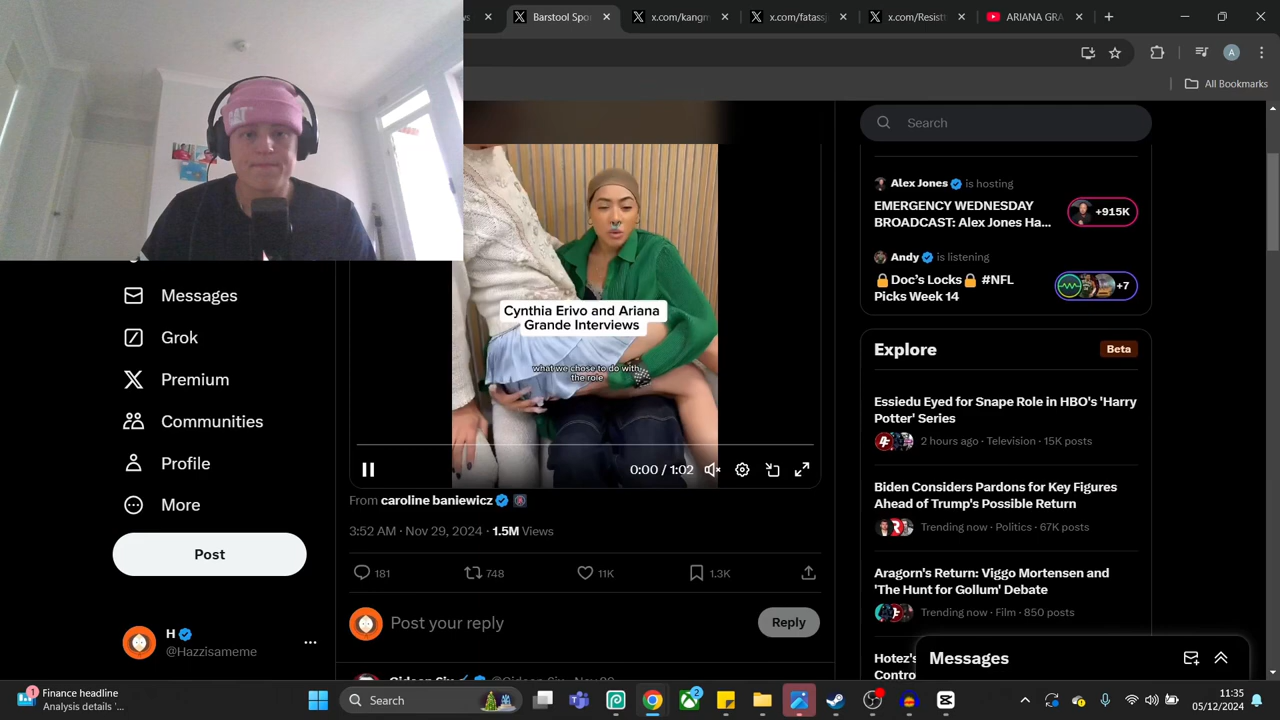 ws
Barstool Spo
x.com/kangm
x.com/fatassj
x.com/Resist
ARIANA GRA
A
All Bookmarks
CAT
Search
Alex Jones is hosting
EMERGENCY WEDNESDAY
BROADCAST: Alex Jones Ha...
+915K
Andy is listening
🔒Doc's Locks🔒 #NFL
Picks Week 14
+7
Messages
Grok
Premium
Communities
Profile
More
Post
H
@Hazzisameme
Cynthia Erivo and Ariana
Grande Interviews
what we chose to do with
the role
0:00 / 1:02
From caroline baniewicz
3:52 AM · Nov 29, 2024 · 1.5M Views
181
748
11K
1.3K
Post your reply
Reply
Explore
Beta
Essiedu Eyed for Snape Role in HBO's 'Harry
Potter' Series
2 hours ago · Television · 15K posts
Biden Considers Pardons for Key Figures
Ahead of Trump's Possible Return
Trending now · Politics · 67K posts
Aragorn's Return: Viggo Mortensen and
'The Hunt for Gollum' Debate
Trending now · Film · 850 posts
Hotez's
Contro
Messages
1
Finance headline
Analysis details '...
Search
2
11:35
05/12/2024